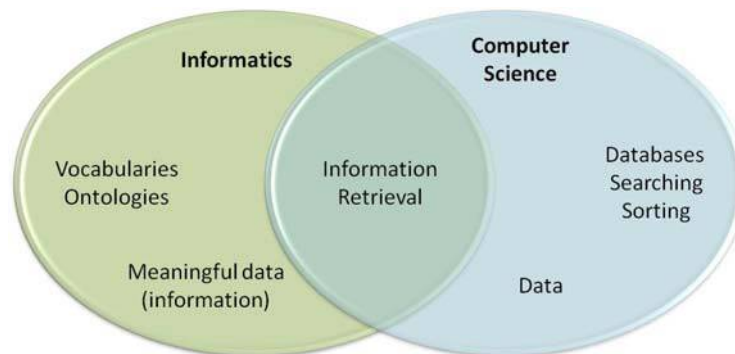 Informatics
Computer
Science
Vocabularies
Ontologies
Information
Retrieval
Databases
Searching
Sorting
Meaningful data
(information)
Data